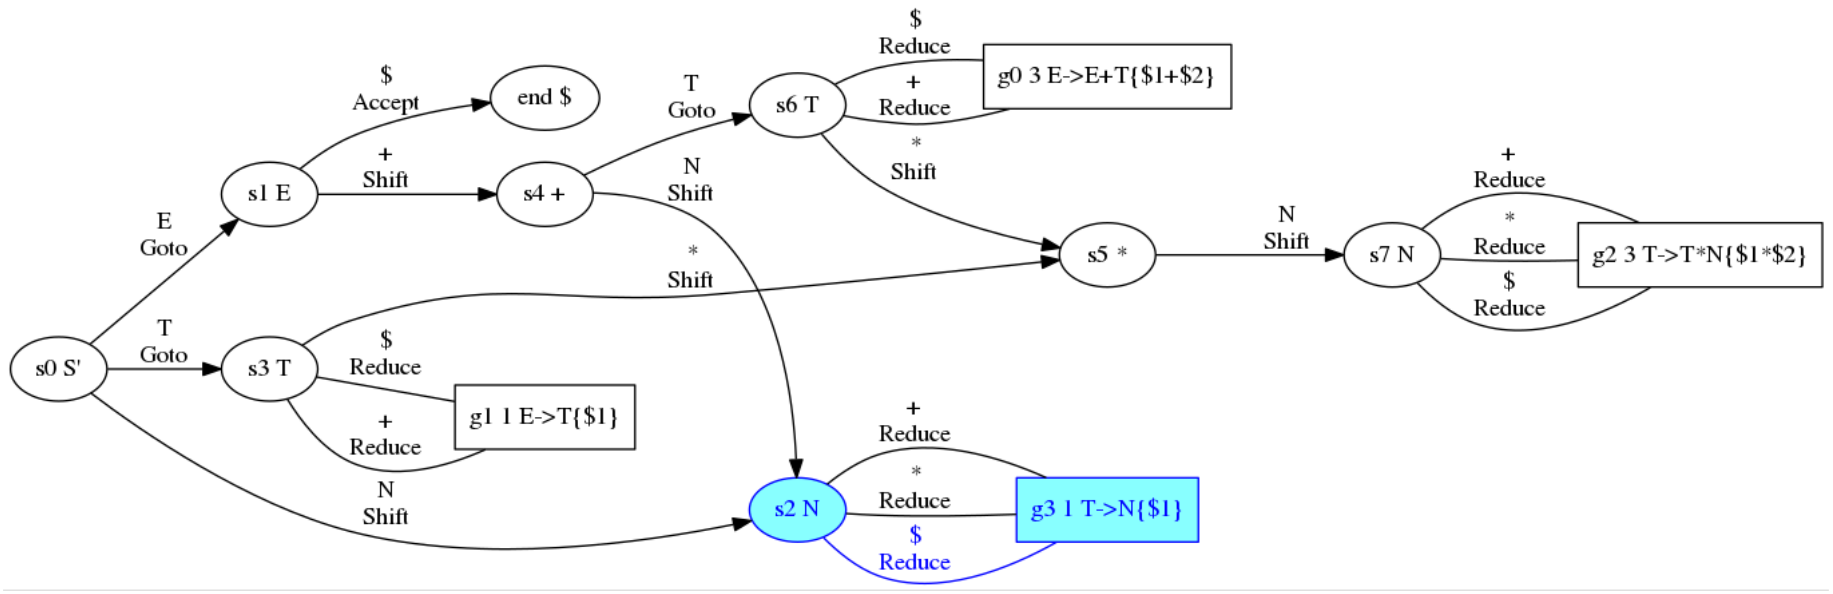 $
Reduce
g0 3 E->E+T{$1+$2}
+
Reduce
s6 T
*
Shift
$
Accept
end $
T
Goto
+
Shift
s1 E
s4 +
N
Shift
+
Reduce
*
Reduce
s7 N
g2 3 T->T*N{$1*$2}
$
Reduce
N
Shift
s5 *
E
Goto
*
Shift
s0 S'
T
Goto
s3 T
$
Reduce
g1 1 E->T{$1}
+
Reduce
N
Shift
+
Reduce
*
Reduce
s2 N
g3 1 T->N{$1}
$
Reduce